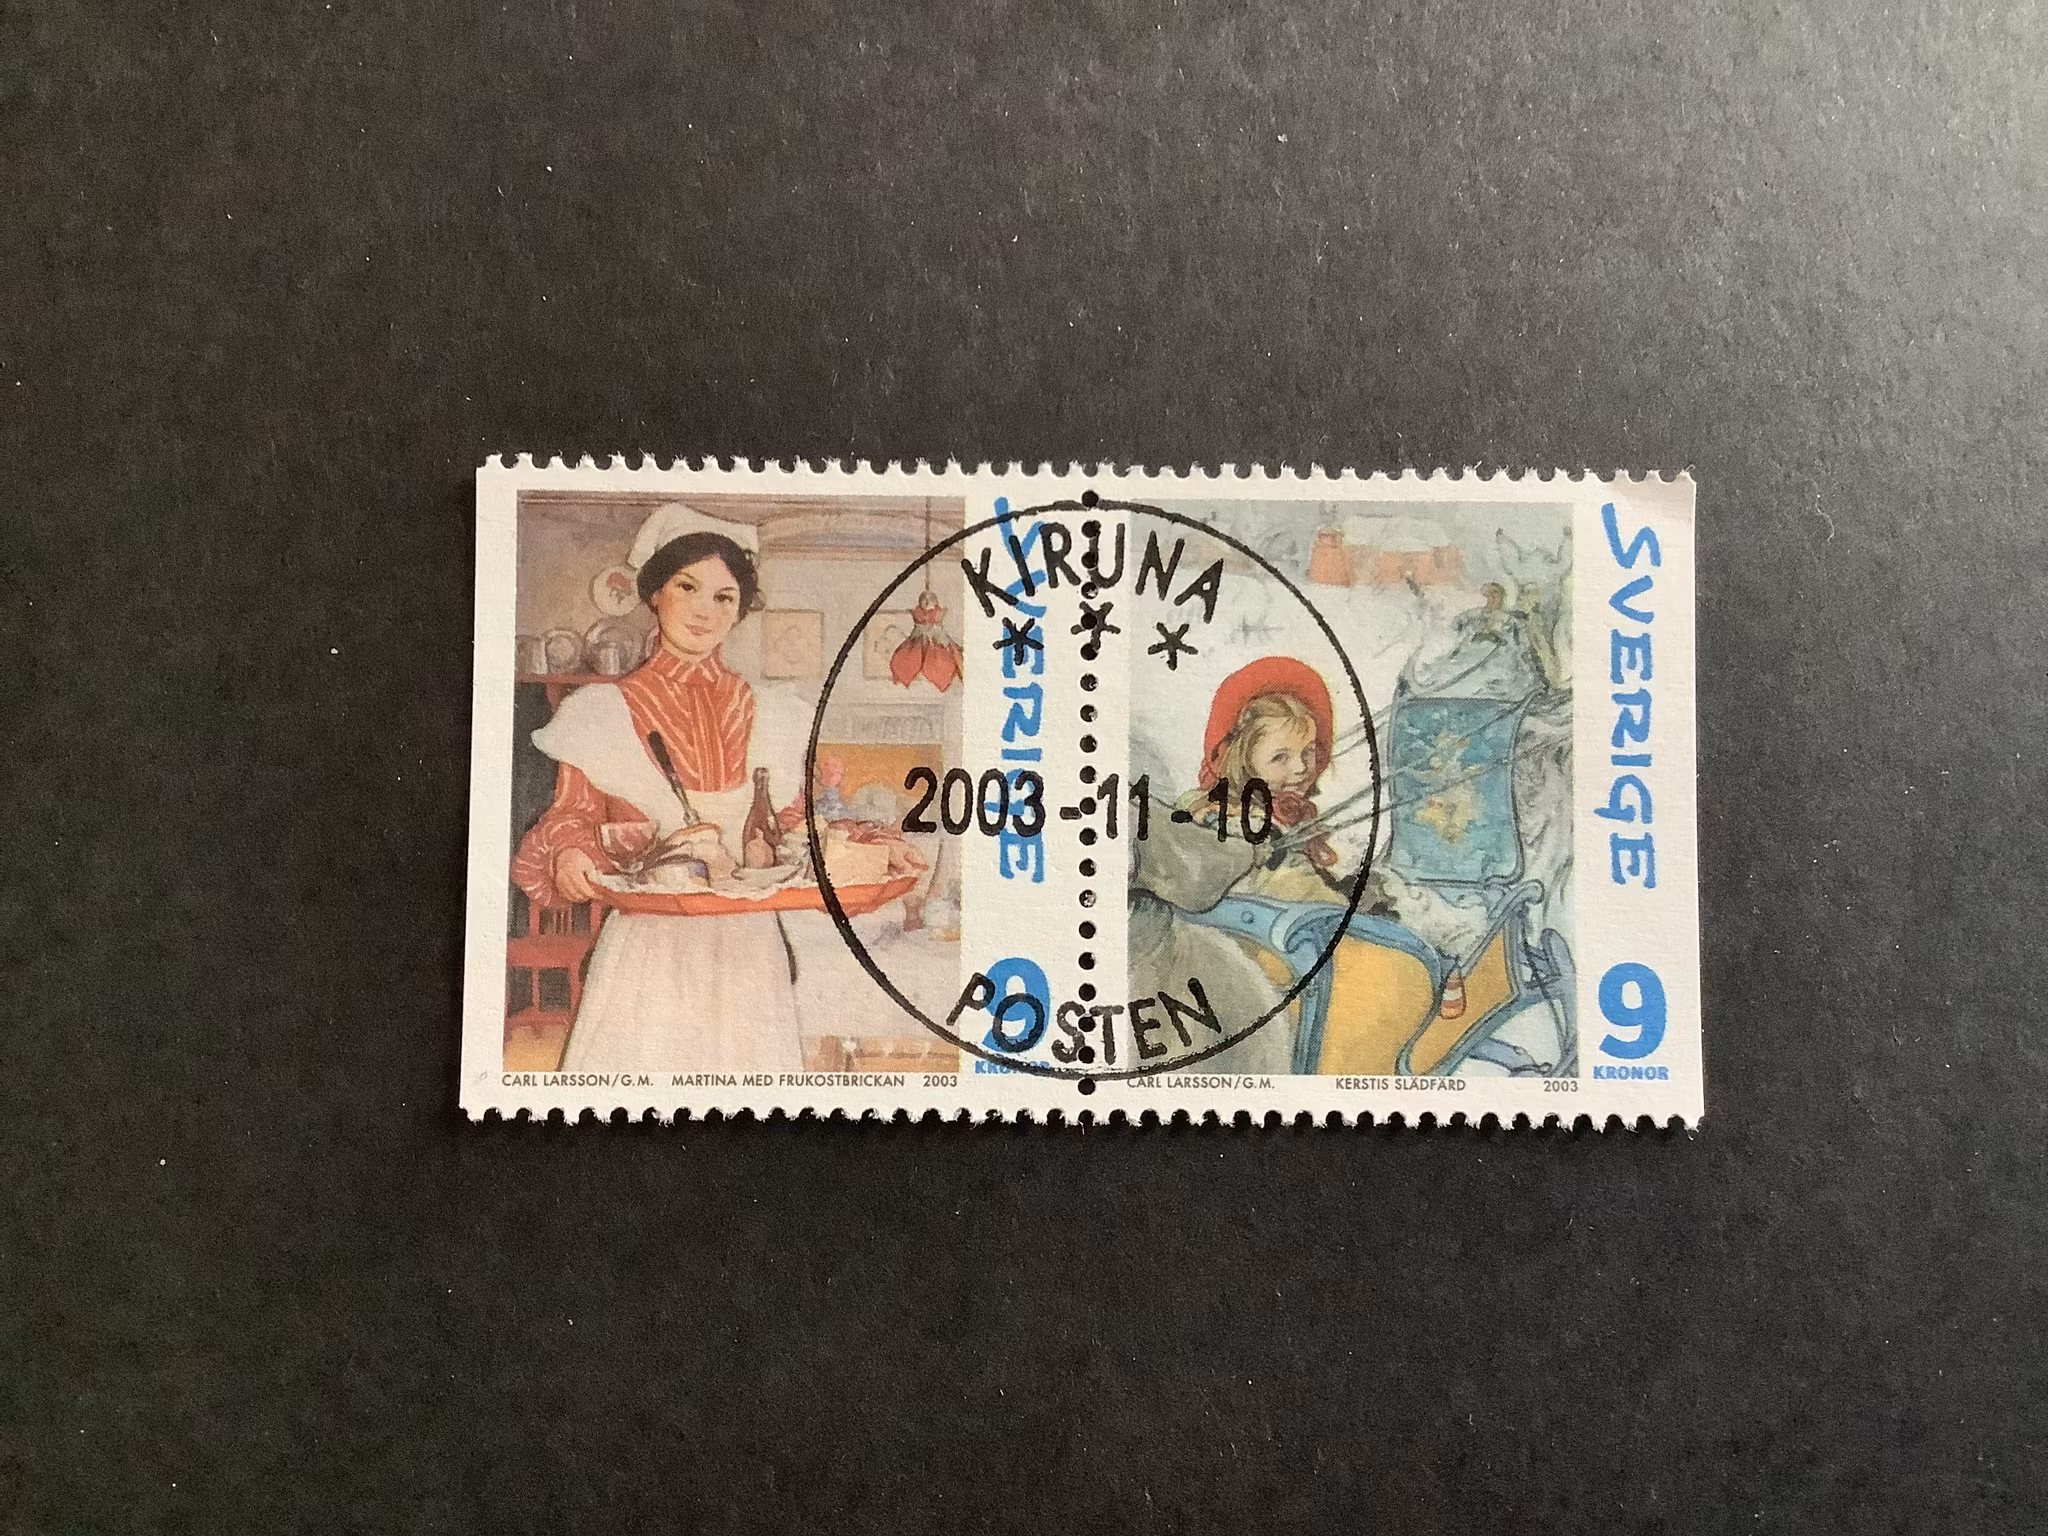 SVERIGE
9
KRONOR
CARL LARSSON/G.M. MARTINA MED FRUKOSTBRICKAN 2003
SVERIGE
9
KRONOR
CARL LARSSON/G.M. KERSTIS SLÄDFÄRD 2003
KIRUNA
* * *
2003-11-10
POSTEN